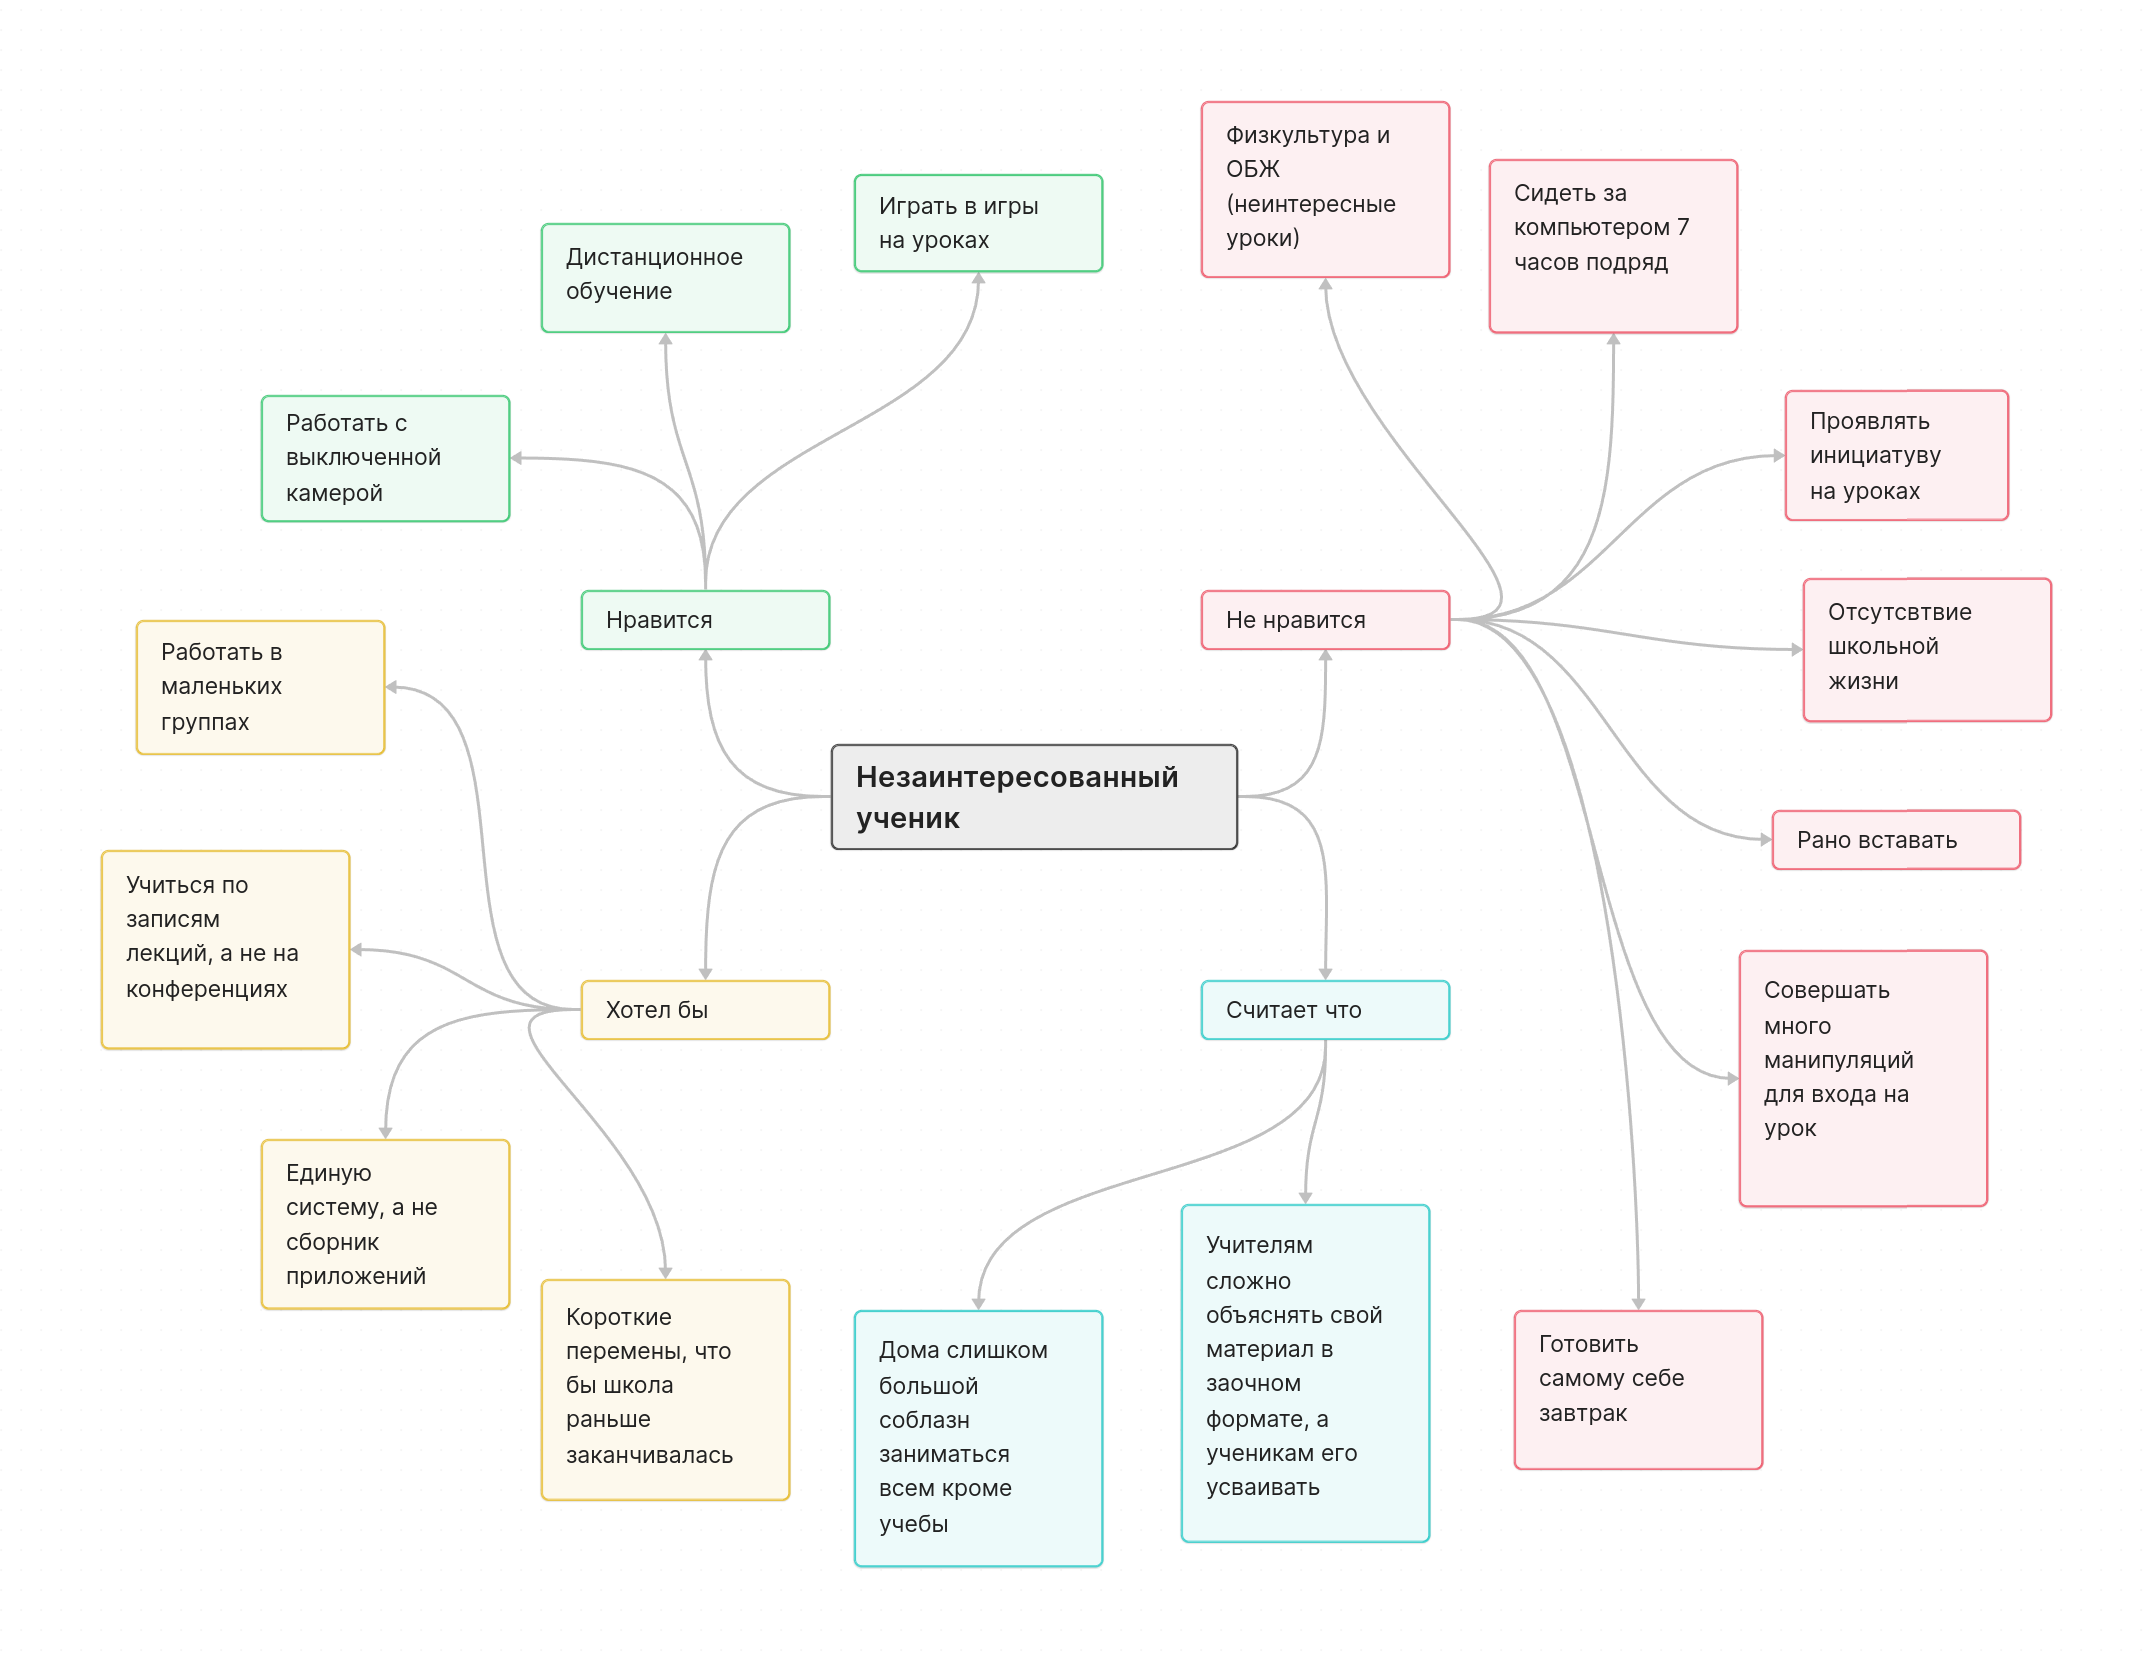 Физкультура и
ОБЖ
(неинтересные
уроки)
Сидеть за
компьютером 7
часов подряд
Играть в игры
на уроках
Дистанционное
обучение
Работать с
выключенной
камерой
Проявлять
инициатуву
на уроках
Нравится
Не нравится
Отсутсвтвие
школьной
жизни
Работать в
маленьких
группах
Незаинтересованный
ученик
Рано вставать
Учиться по
записям
лекций, а не на
конференциях
Хотел бы
Считает что
Совершать
много
манипуляций
для входа на
урок
Единую
систему, а не
сборник
приложений
Короткие
перемены, что
бы школа
раньше
заканчивалась
Дома слишком
большой
соблазн
заниматься
всем кроме
учебы
Учителям
сложно
объяснять свой
материал в
заочном
формате, а
ученикам его
усваивать
Готовить
самому себе
завтрак